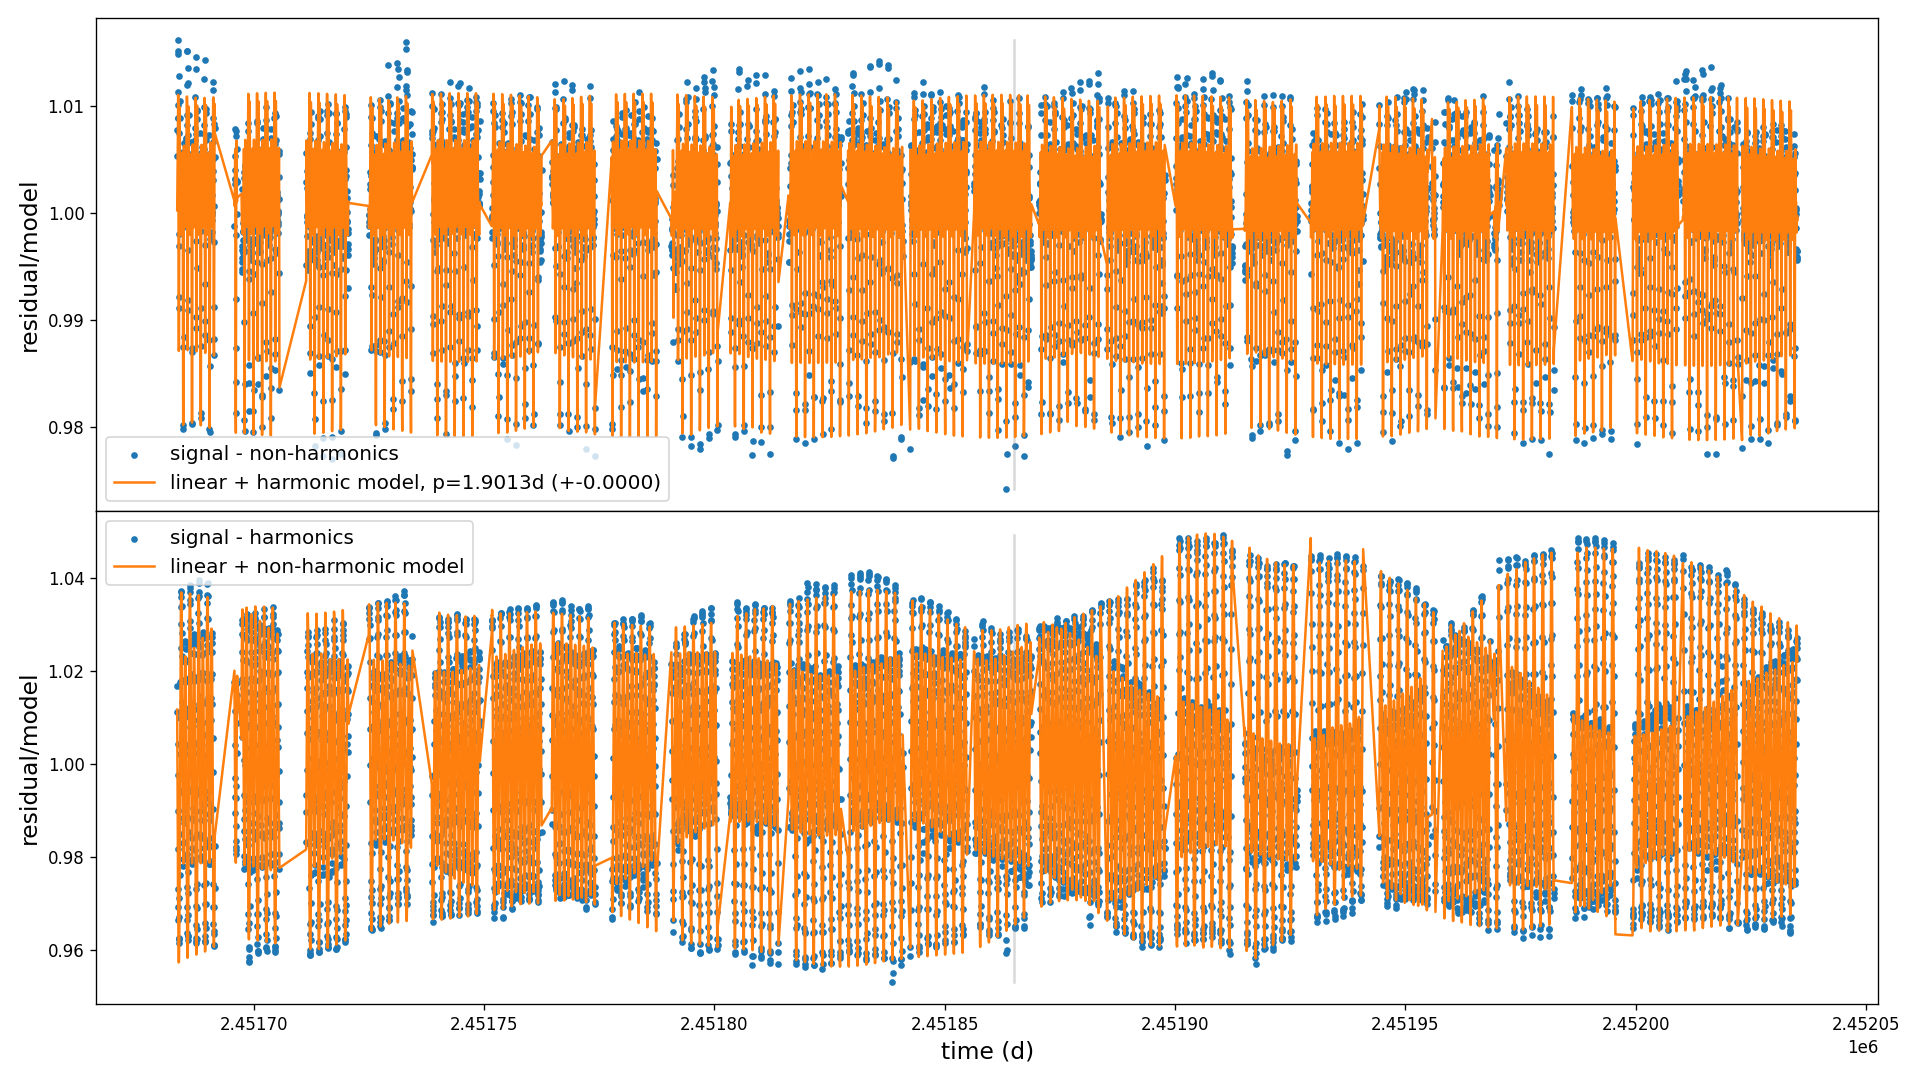 residual/model
1.01
1.00
0.99
0.98
signal - non-harmonics
linear + harmonic model, p=1.9013d (+-0.0000)
residual/model
1.04
1.02
1.00
0.98
0.96
signal - harmonics
linear + non-harmonic model
2.45170
2.45175
2.45180
2.45185
2.45190
2.45195
2.45200
2.45205
time (d)
1e6